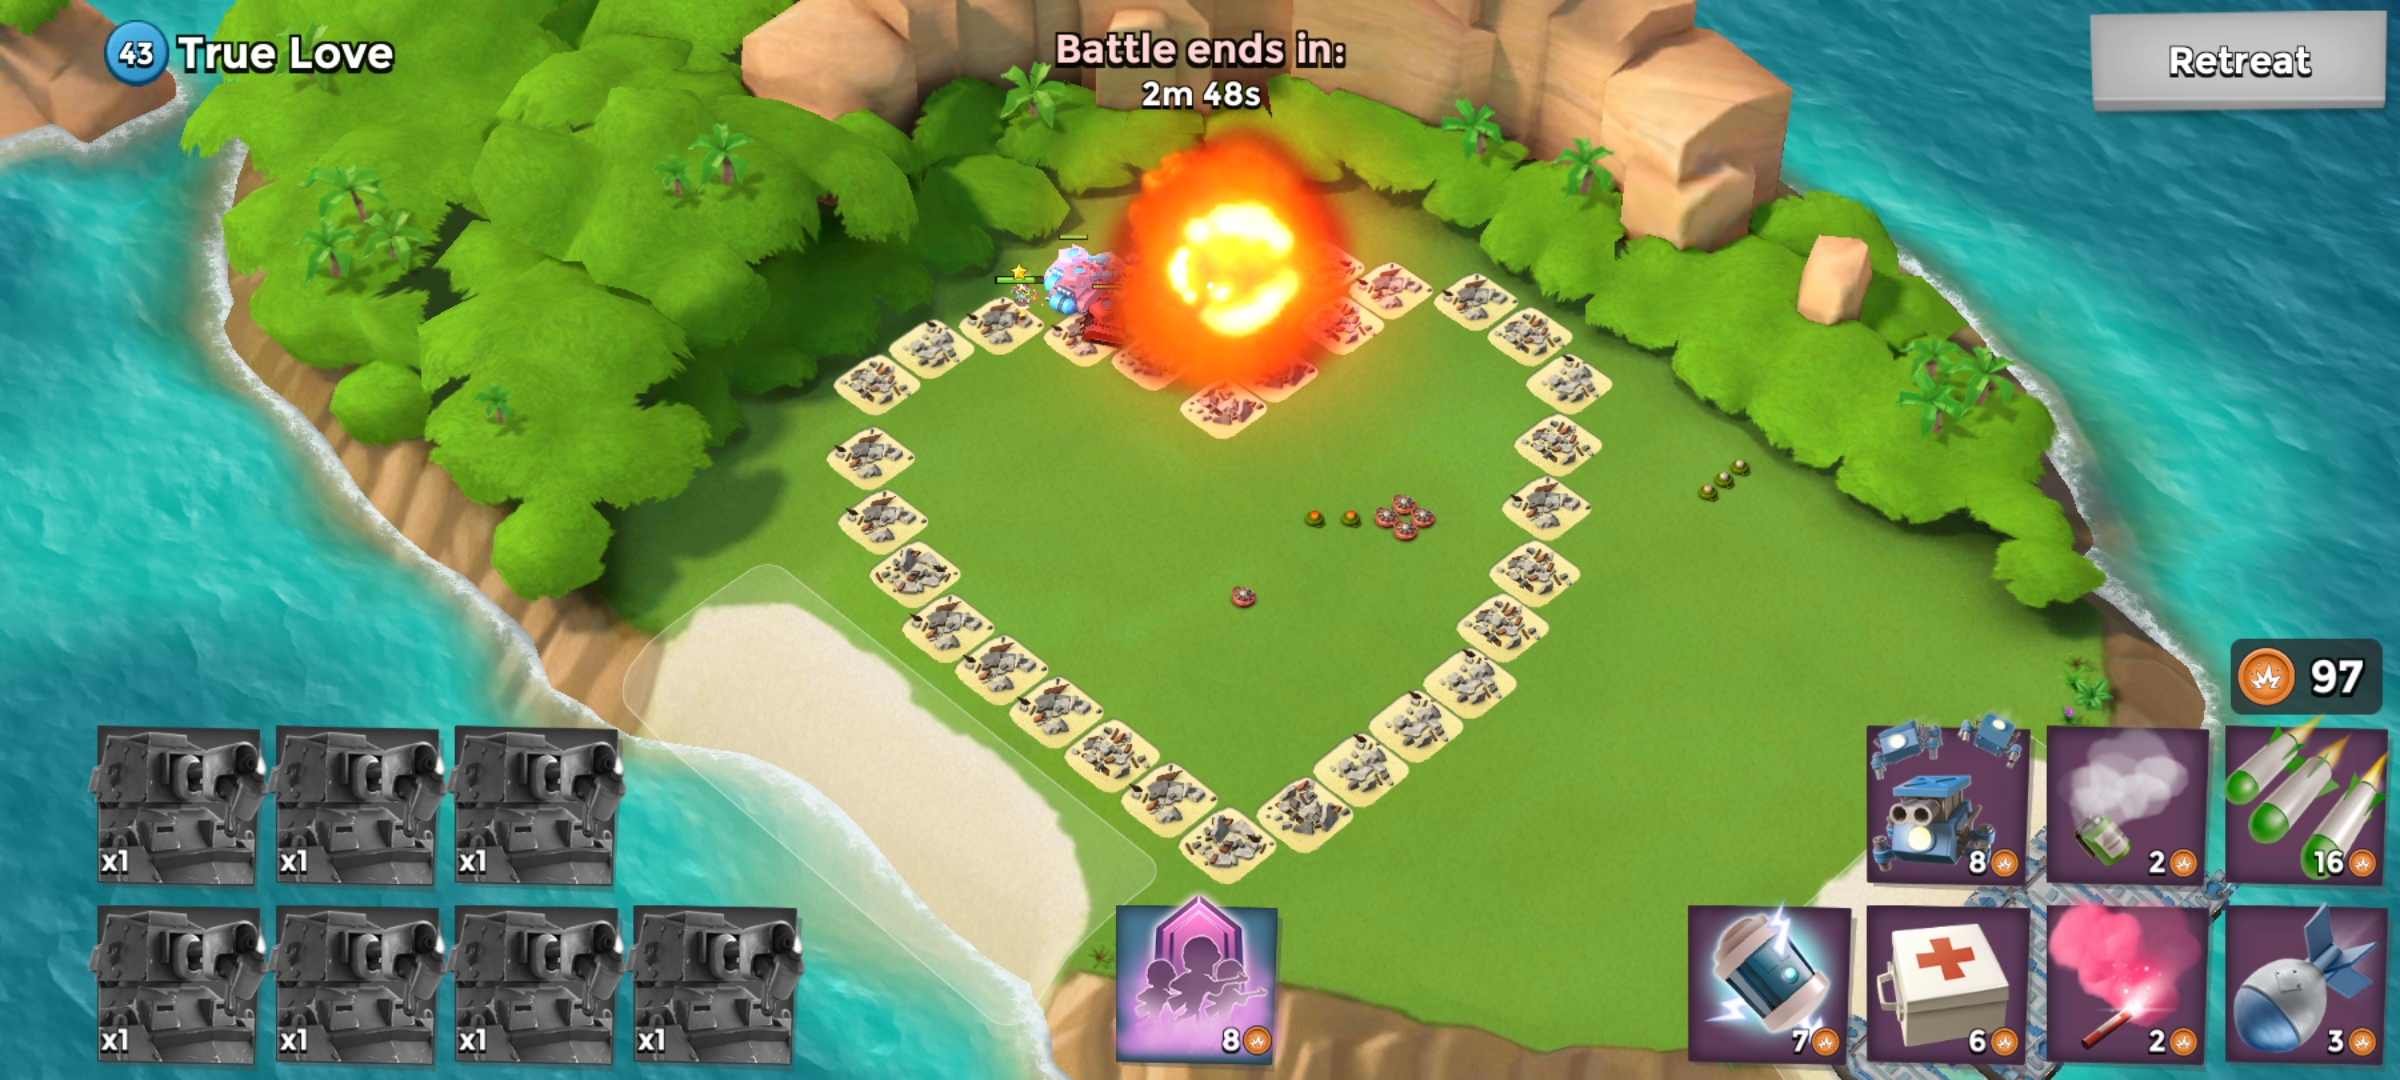 43 True Love
Battle ends in:
2m 48s
Retreat
97
x1 x1 x1
8 2 16
x1 x1 x1 x1
8
7 6 2 3